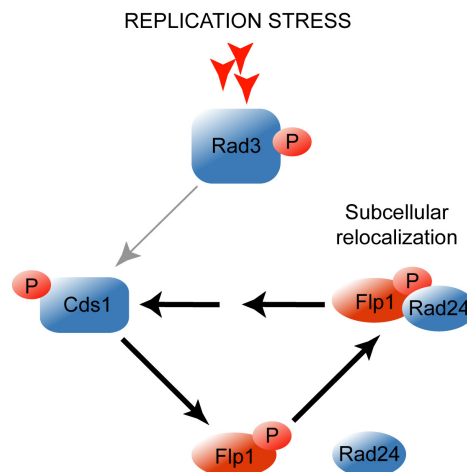 REPLICATION STRESS
Rad3
P
Subcellular
relocalization
P
Cds1
P
Flp1
Rad24
P
Flp1
Rad24